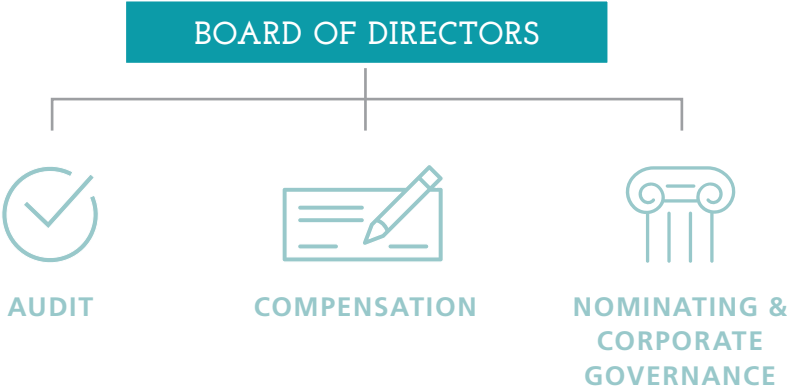 BOARD OF DIRECTORS
AUDIT
COMPENSATION
NOMINATING &
CORPORATE
GOVERNANCE